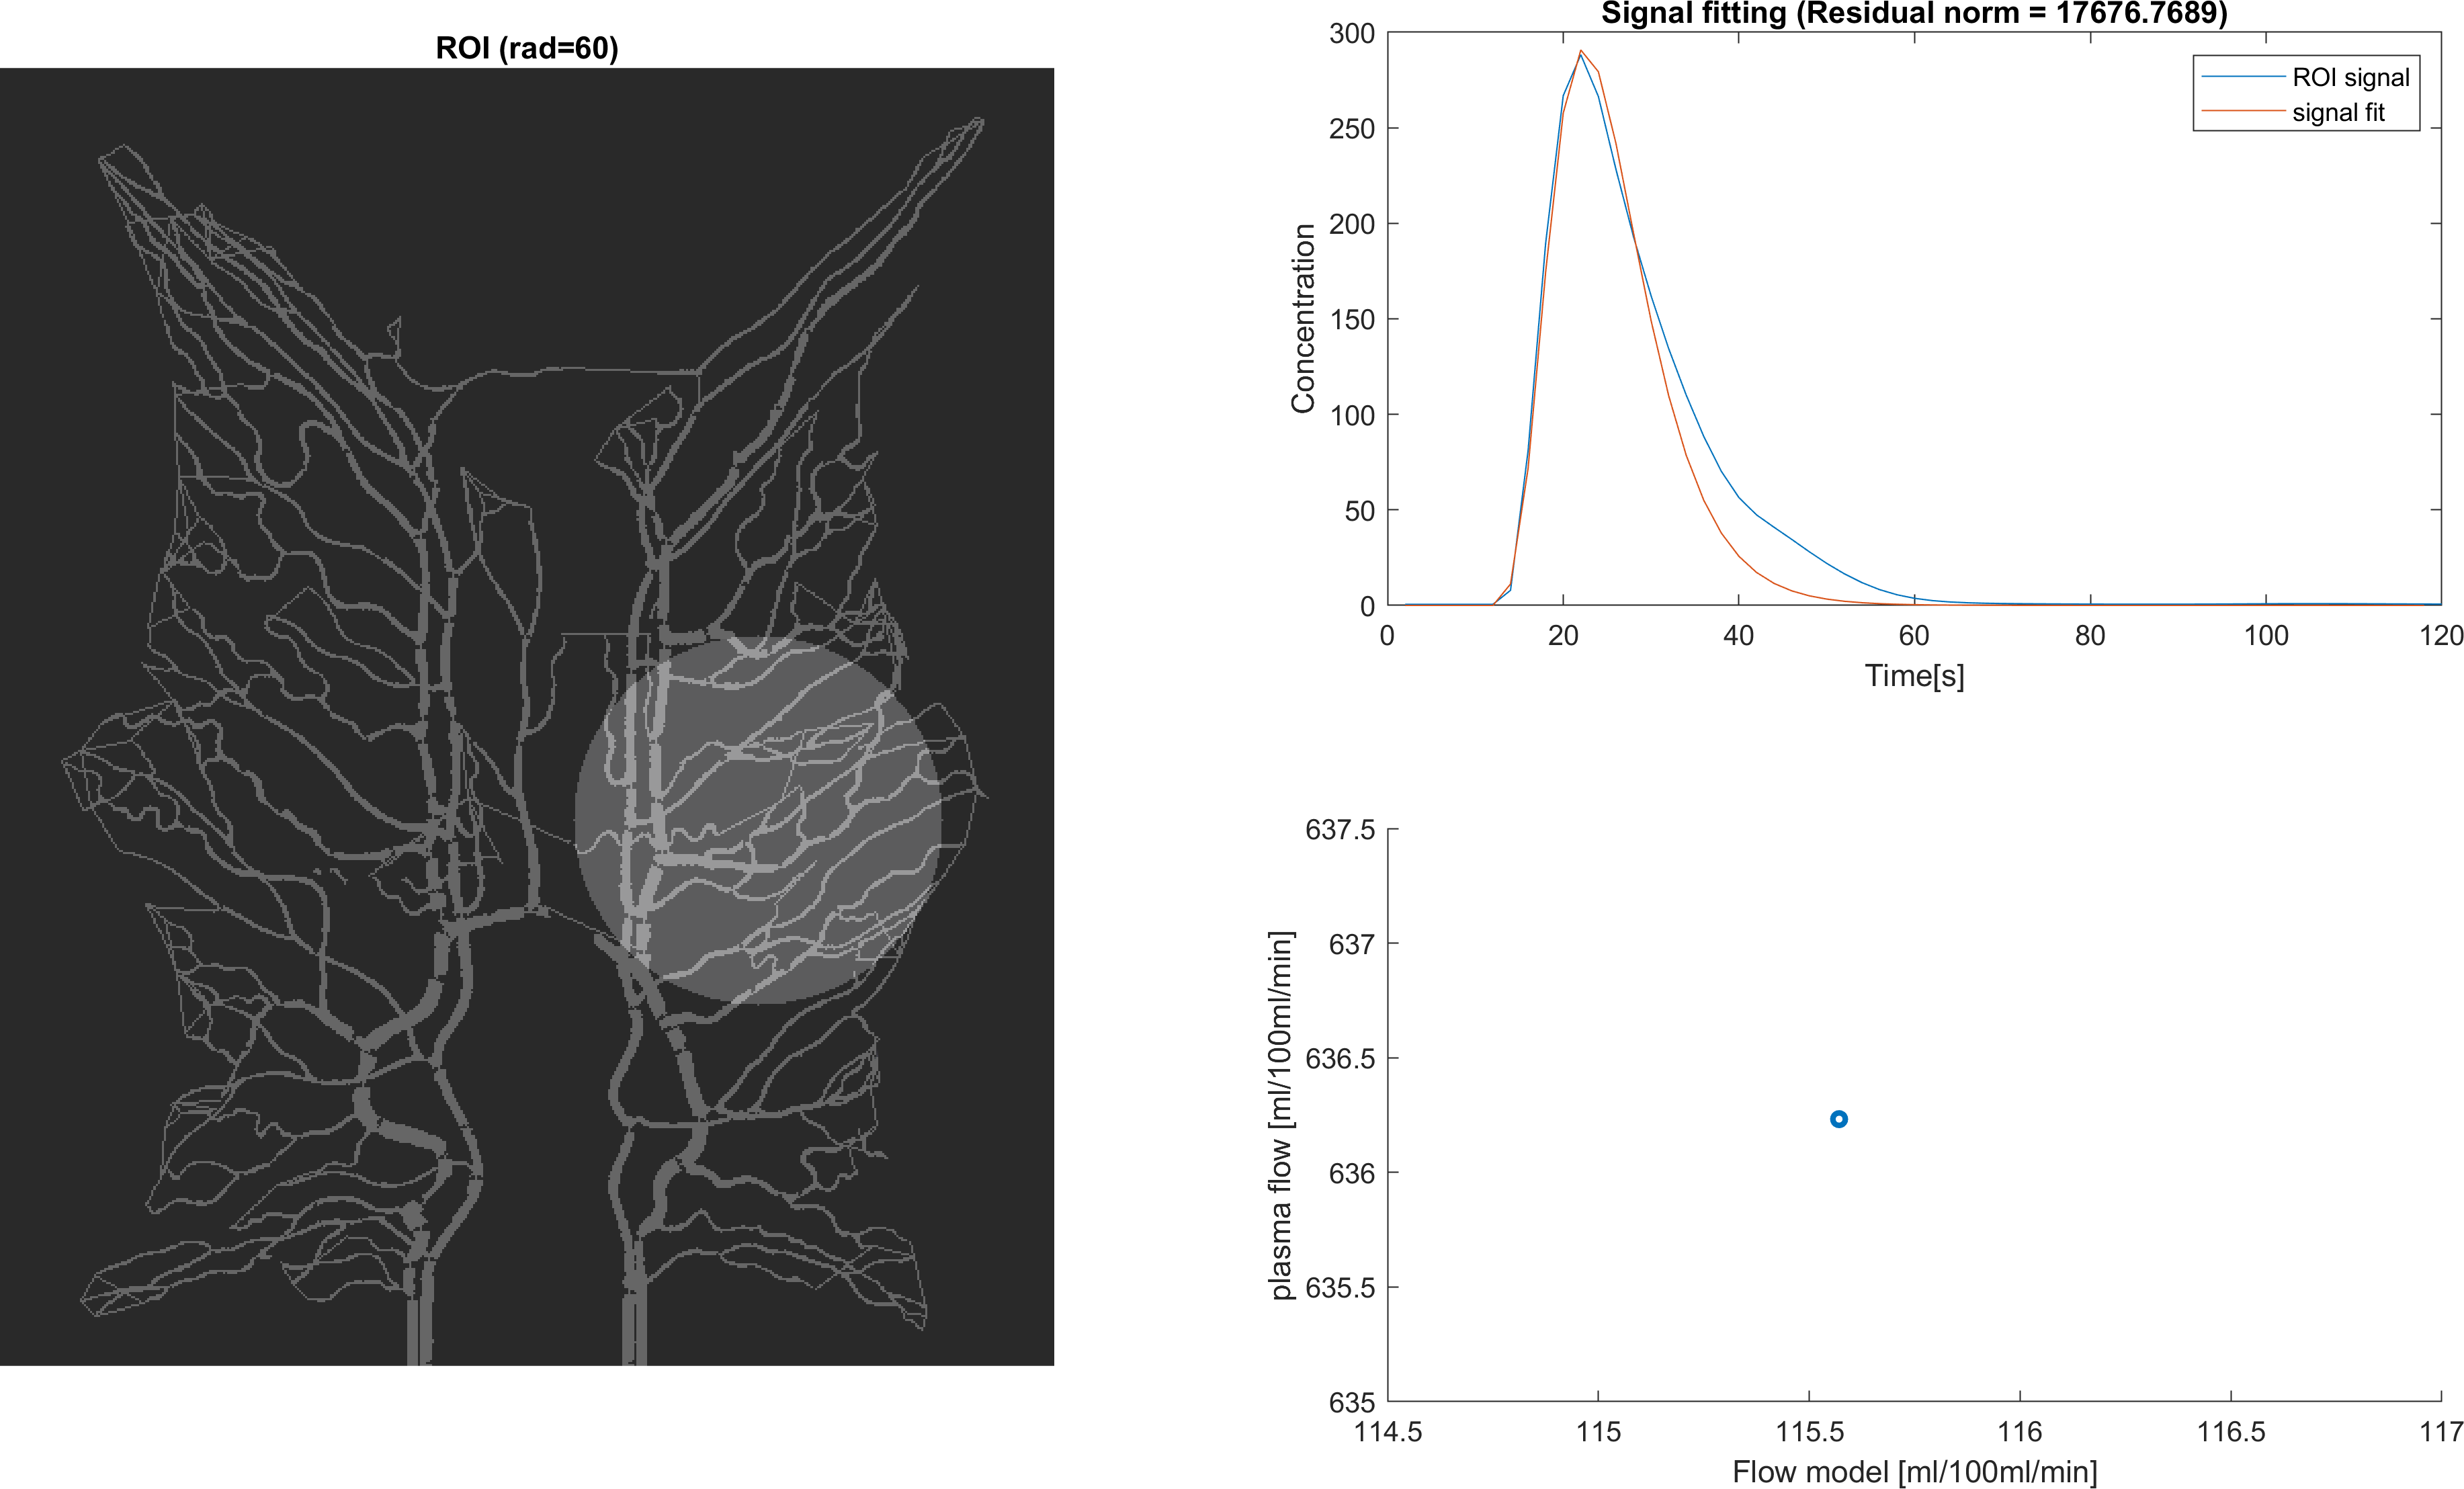 ROI (rad=60)
Signal fitting (Residual norm = 17676.7689)
300
250
200
150
100
50
0
Concentration
ROI signal
signal fit
0 20 40 60 80 100 120
Time[s]
637.5
637
636.5
636
635.5
635
plasma flow [ml/100ml/min]
114.5 115 115.5 116 116.5 117
Flow model [ml/100ml/min]